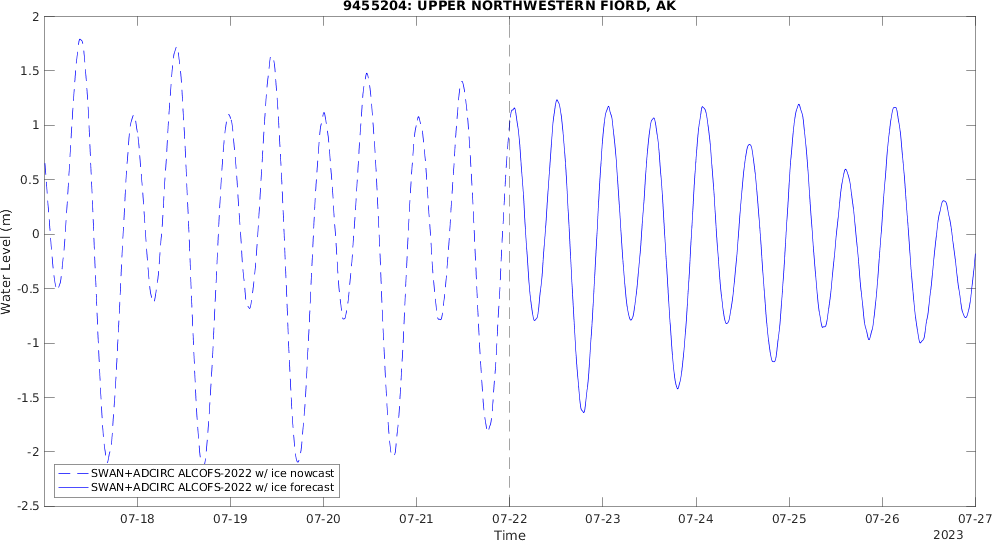 9455204: UPPER NORTHWESTERN FIORD, AK
2
1.5
1
0.5
0
-0.5
-1
-1.5
-2
-2.5
Water Level (m)
SWAN+ADCIRC ALCOFS-2022 w/ ice nowcast
SWAN+ADCIRC ALCOFS-2022 w/ ice forecast
07-18 07-19 07-20 07-21 07-22 07-23 07-24 07-25 07-26 07-27
Time
2023